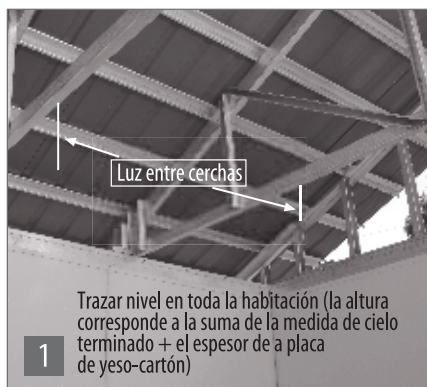 Luz entre cerchas
Trazar nivel en toda la habitación (la altura
corresponde a la suma de la medida de cielo
terminado + el espesor de a placa
de yeso-cartón)
1